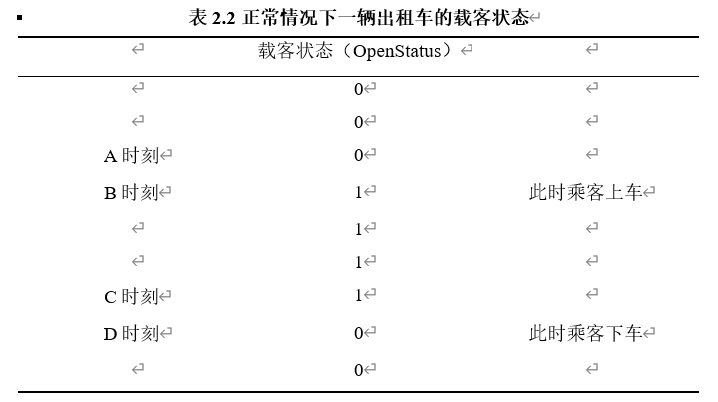 表 2.2 正常情况下一辆出租车的载客状态
载客状态（OpenStatus）
0
0
A 时刻 0
B 时刻 1 此时乘客上车
1
1
C 时刻 1
D 时刻 0 此时乘客下车
0